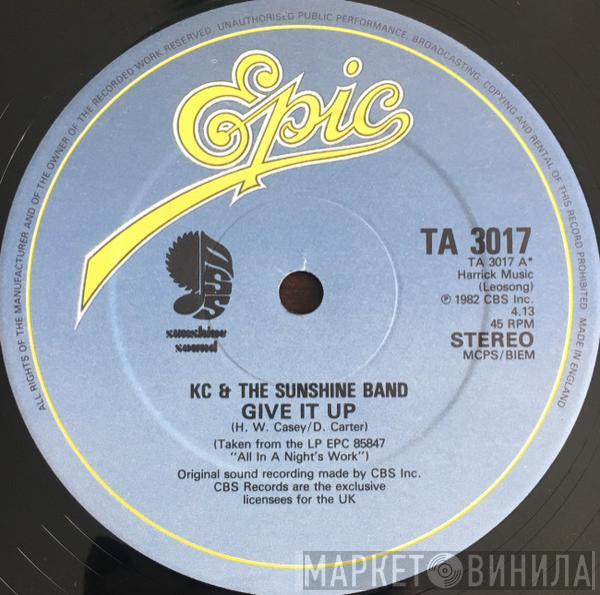 ALL RIGHTS OF THE MANUFACTURER AND OF THE OWNER OF THE RECORDED WORK RESERVED. UNAUTHORISED PUBLIC PERFORMANCE, BROADCASTING, COPYING AND RENTAL OF THIS RECORD PROHIBITED MADE IN ENGLAND
Epic
TA 3017
TA 3017 A*
Harrick Music
(Leosong)
℗ 1982 CBS Inc.
4.13
45 RPM
STEREO
MCPS/BIEM
sunshine
sound
KC & THE SUNSHINE BAND
GIVE IT UP
(H. W. Casey/D. Carter)
(Taken from the LP EPC 85847
"All In A Night's Work")
Original sound recording made by CBS Inc.
CBS Records are the exclusive
licensees for the UK
МАРКЕТ ВИНИЛА